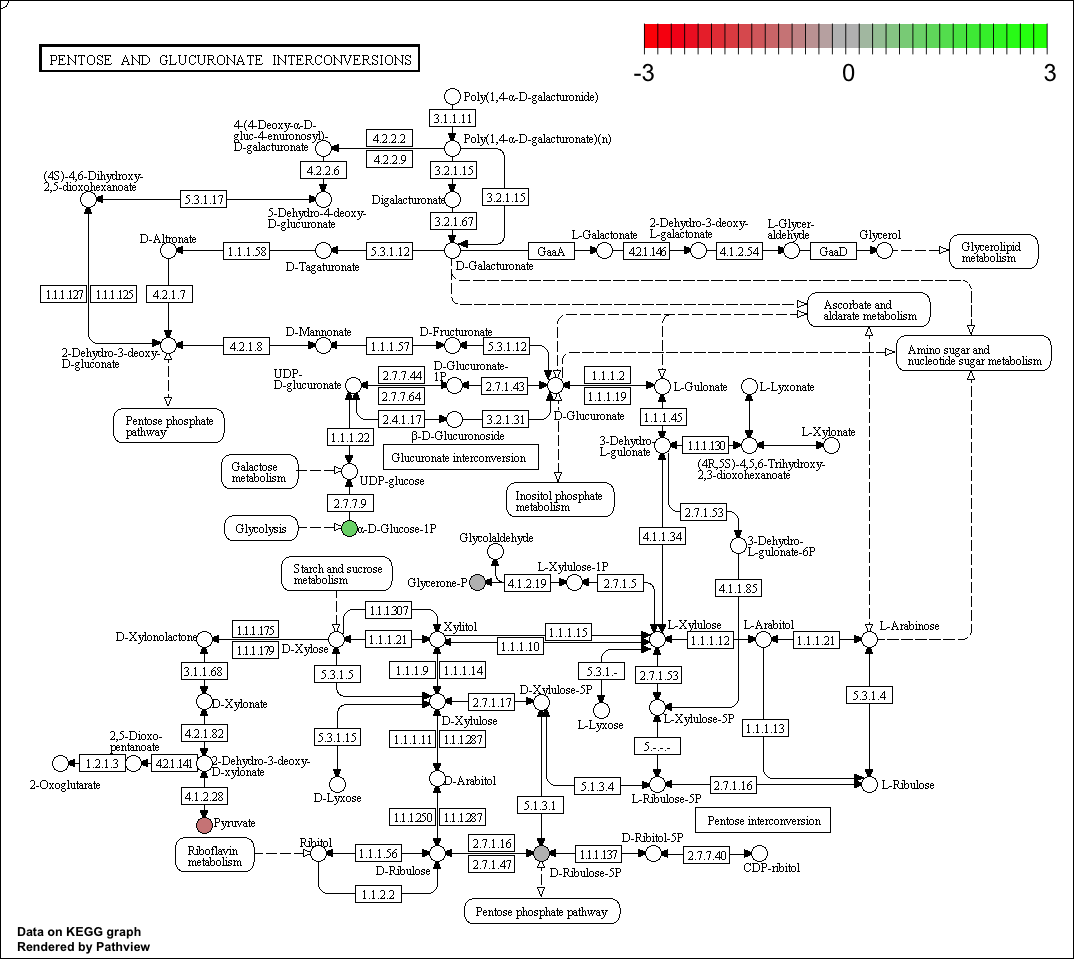 -3
0
3
PENTOSE AND GLUCURONATE INTERCONVERSIONS
Poly(1,4-α-D-galacturonide)
3.1.1.11
4-(4-Deoxy-α-D-
gluc-4-enuronosyl)-
D-galacturonate
4.2.2.2
4.2.2.9
Poly(1,4-α-D-galacturonate)(n)
4.2.2.6
3.2.1.15
3.2.1.15
(4S)-4,6-Dihydroxy-
2,5-dioxohexanoate
5.3.1.17
5-Dehydro-4-deoxy-
D-glucuronate
Digalacturonate
3.2.1.67
D-Altronate
1.1.1.58
D-Tagaturonate
5.3.1.12
D-Galacturonate
GaaA
L-Galactonate
4.2.1.146
2-Dehydro-3-deoxy-
L-galactonate
4.1.2.54
L-Glycer-
aldehyde
GaaD
Glycerol
Glycerolipid
metabolism
1.1.1.127
1.1.1.125
4.2.1.7
Ascorbate and
aldarate metabolism
2-Dehydro-3-deoxy-
D-gluconate
4.2.1.8
D-Mannonate
1.1.1.57
D-Fructuronate
5.3.1.12
Amino sugar and
nucleotide sugar metabolism
UDP-
D-glucuronate
2.7.7.44
2.7.7.64
D-Glucuronate-
1P
2.7.1.43
D-Glucuronate
1.1.1.2
1.1.1.19
L-Gulonate
L-Lyxonate
Pentose phosphate
pathway
2.4.1.17
β-D-Glucuronoside
3.2.1.31
1.1.1.45
1.1.1.22
Glucuronate interconversion
3-Dehydro-
L-gulonate
1.1.1.130
(4R,5S)-4,5,6-Trihydroxy-
2,3-dioxohexanoate
L-Xylonate
Galactose
metabolism
UDP-glucose
Inositol phosphate
metabolism
2.7.7.9
Glycolysis
α-D-Glucose-1P
2.7.1.53
4.1.1.34
3-Dehydro-
L-gulonate-6P
Glycolaldehyde
Starch and sucrose
metabolism
Glycerone-P
4.1.2.19
L-Xylulose-1P
2.7.1.5
4.1.1.85
1.1.1.307
D-Xylonolactone
1.1.1.175
1.1.1.179
D-Xylose
1.1.1.21
Xylitol
1.1.1.15
1.1.1.10
L-Xylulose
1.1.1.12
L-Arabitol
1.1.1.21
L-Arabinose
3.1.1.68
5.3.1.5
1.1.1.9
1.1.1.14
5.3.1.-
2.7.1.53
5.3.1.4
D-Xylonate
2.7.1.17
D-Xylulose-5P
D-Xylulose
L-Lyxose
L-Xylulose-5P
4.2.1.82
5.3.1.15
1.1.1.11
1.1.1.287
5.-.-.-
1.1.1.13
2,5-Dioxo-
pentanoate
1.2.1.3
4.2.1.141
2-Dehydro-3-deoxy-
D-xylonate
2-Oxoglutarate
D-Lyxose
D-Arabitol
5.1.3.4
L-Ribulose-5P
2.7.1.16
L-Ribulose
4.1.2.28
5.1.3.1
Pyruvate
1.1.1.250
1.1.1.287
Pentose interconversion
Riboflavin
metabolism
Ribitol
1.1.1.56
D-Ribulose
2.7.1.16
2.7.1.47
D-Ribulose-5P
1.1.1.137
D-Ribitol-5P
2.7.7.40
CDP-ribitol
1.1.2.2
Pentose phosphate pathway
Data on KEGG graph
Rendered by Pathview